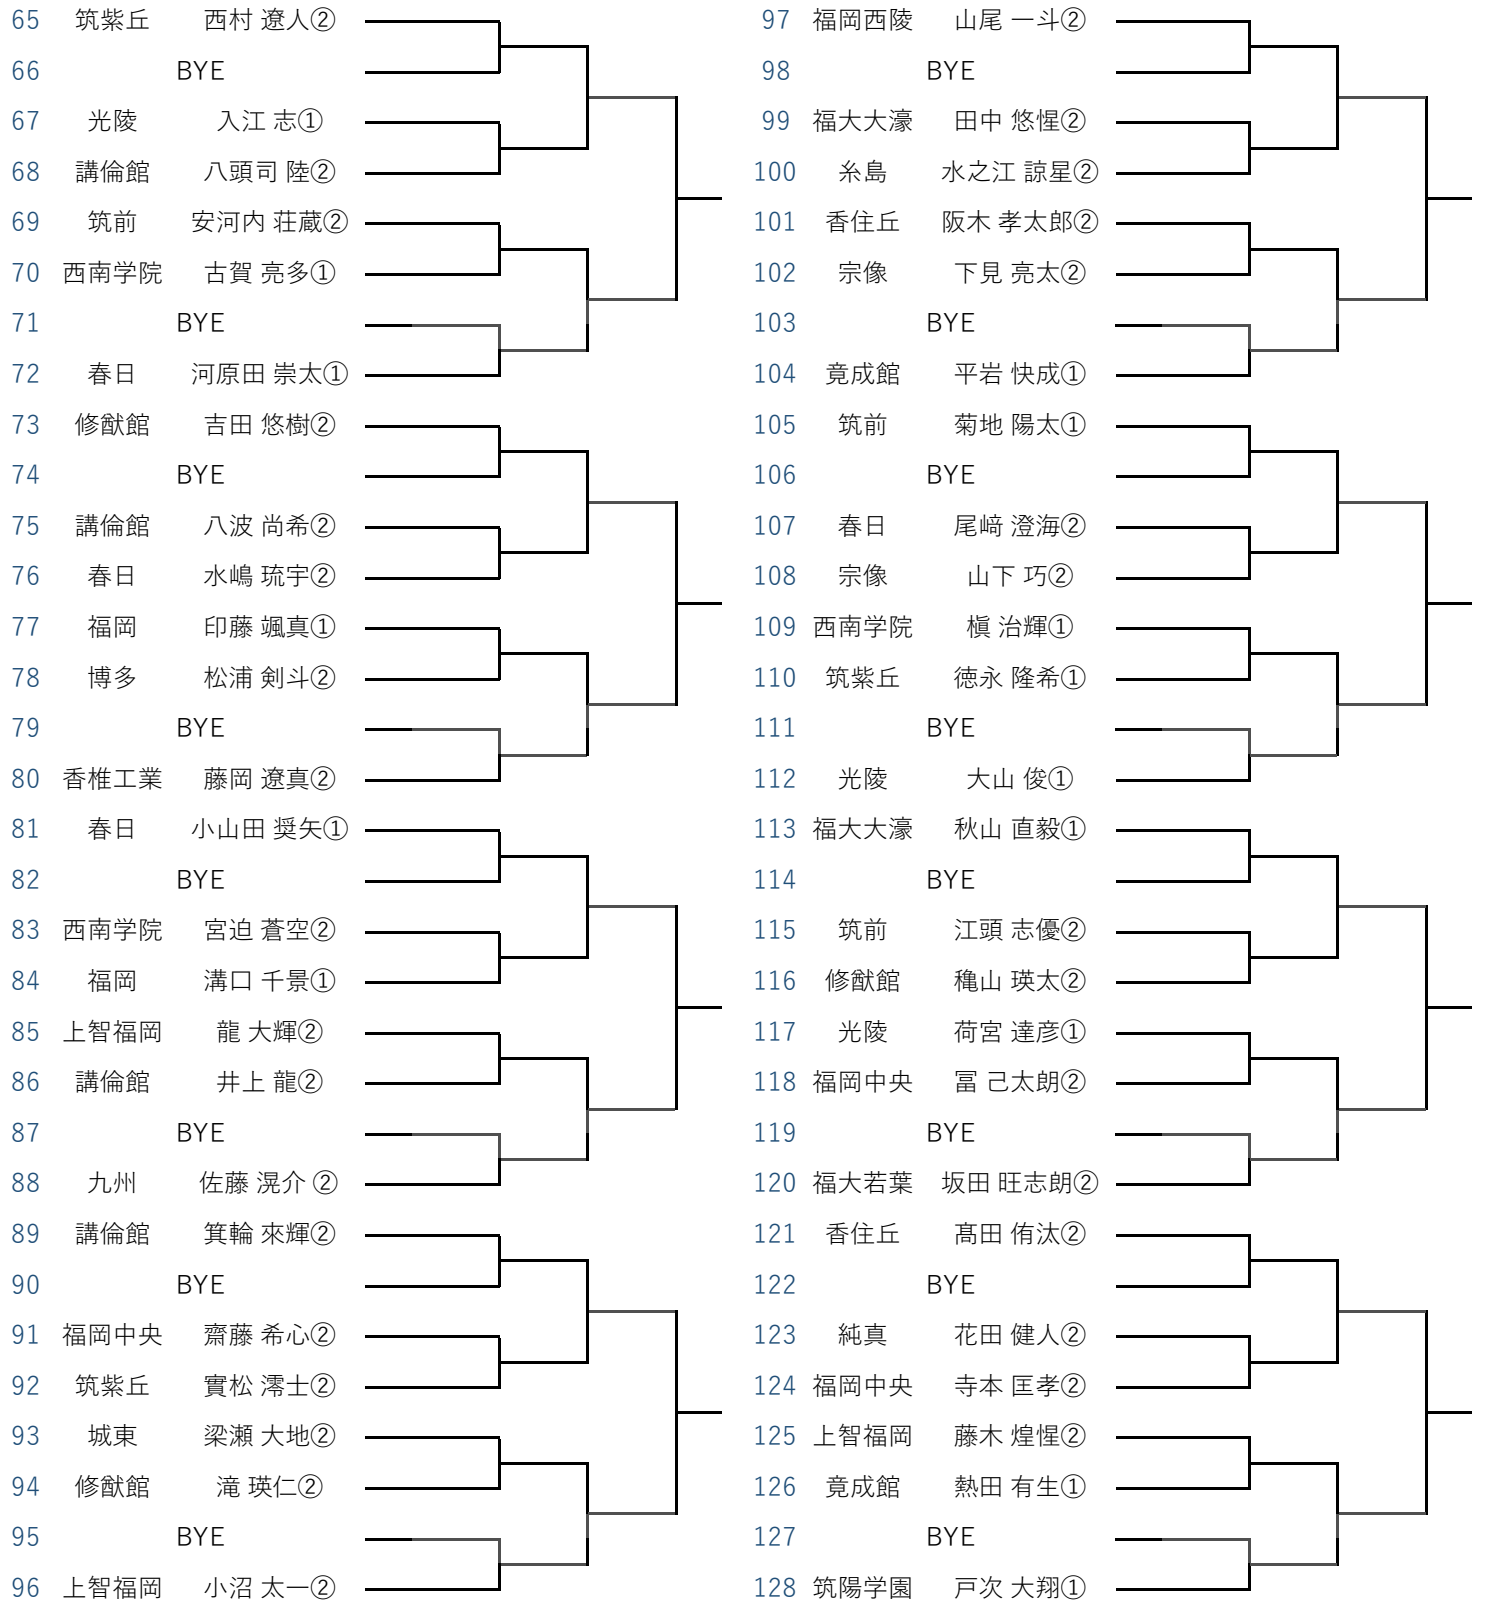 65 筑紫丘 西村 遼人②
66 BYE
67 光陵 入江 志①
68 講倫館 八頭司 陸②
69 筑前 安河内 荘蔵②
70 西南学院 古賀 亮多①
71 BYE
72 春日 河原田 崇太①
73 修猷館 吉田 悠樹②
74 BYE
75 講倫館 八波 尚希②
76 春日 水嶋 琉宇②
77 福岡 印藤 颯真①
78 博多 松浦 剣斗②
79 BYE
80 香椎工業 藤岡 遼真②
81 春日 小山田 奨矢①
82 BYE
83 西南学院 宮迫 蒼空②
84 福岡 溝口 千景①
85 上智福岡 龍 大輝②
86 講倫館 井上 龍②
87 BYE
88 九州 佐藤 滉介 ②
89 講倫館 箕輪 來輝②
90 BYE
91 福岡中央 齋藤 希心②
92 筑紫丘 實松 澪士②
93 城東 梁瀬 大地②
94 修猷館 滝 瑛仁②
95 BYE
96 上智福岡 小沼 太一②
97 福岡西陵 山尾 一斗②
98 BYE
99 福大大濠 田中 悠惺②
100 糸島 水之江 諒星②
101 香住丘 阪木 孝太郎②
102 宗像 下見 亮太②
103 BYE
104 竟成館 平岩 快成①
105 筑前 菊地 陽太①
106 BYE
107 春日 尾﨑 澄海②
108 宗像 山下 巧②
109 西南学院 槇 治輝①
110 筑紫丘 徳永 隆希①
111 BYE
112 光陵 大山 俊①
113 福大大濠 秋山 直毅①
114 BYE
115 筑前 江頭 志優②
116 修猷館 穐山 瑛太②
117 光陵 荷宮 達彦①
118 福岡中央 冨 己太朗②
119 BYE
120 福大若葉 坂田 旺志朗②
121 香住丘 髙田 侑汰②
122 BYE
123 純真 花田 健人②
124 福岡中央 寺本 匡孝②
125 上智福岡 藤木 煌惺②
126 竟成館 熱田 有生①
127 BYE
128 筑陽学園 戸次 大翔①